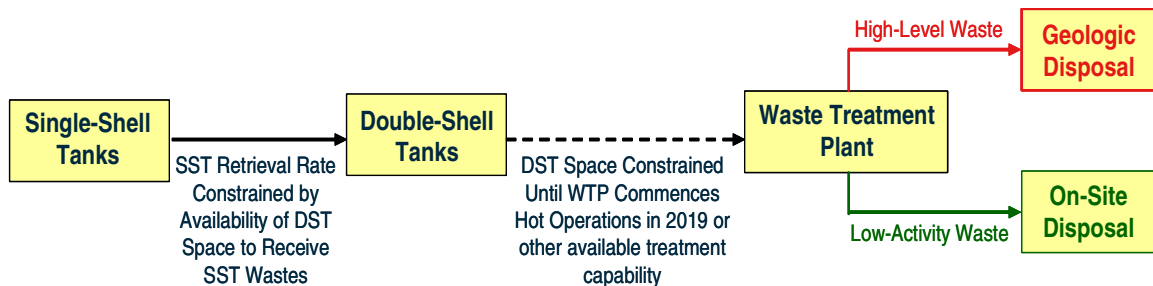 Single-Shell
Tanks
SST Retrieval Rate
Constrained by
Availability of DST
Space to Receive
SST Wastes
Double-Shell
Tanks
DST Space Constrained
Until WTP Commences
Hot Operations in 2019 or
other available treatment
capability
Waste Treatment
Plant
High-Level Waste
Geologic
Disposal
Low-Activity Waste
On-Site
Disposal